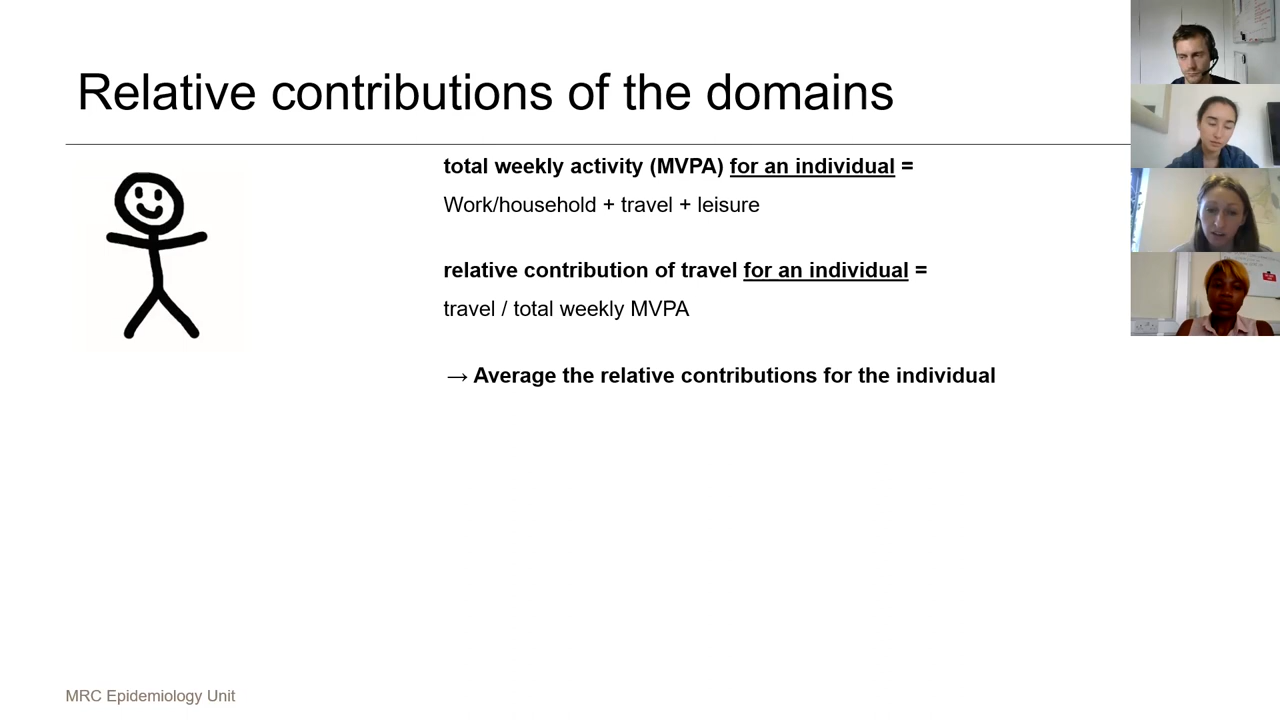 Relative contributions of the domains
total weekly activity (MVPA) for an individual =
Work/household + travel + leisure
relative contribution of travel for an individual =
travel / total weekly MVPA
→ Average the relative contributions for the individual
MRC Epidemiology Unit